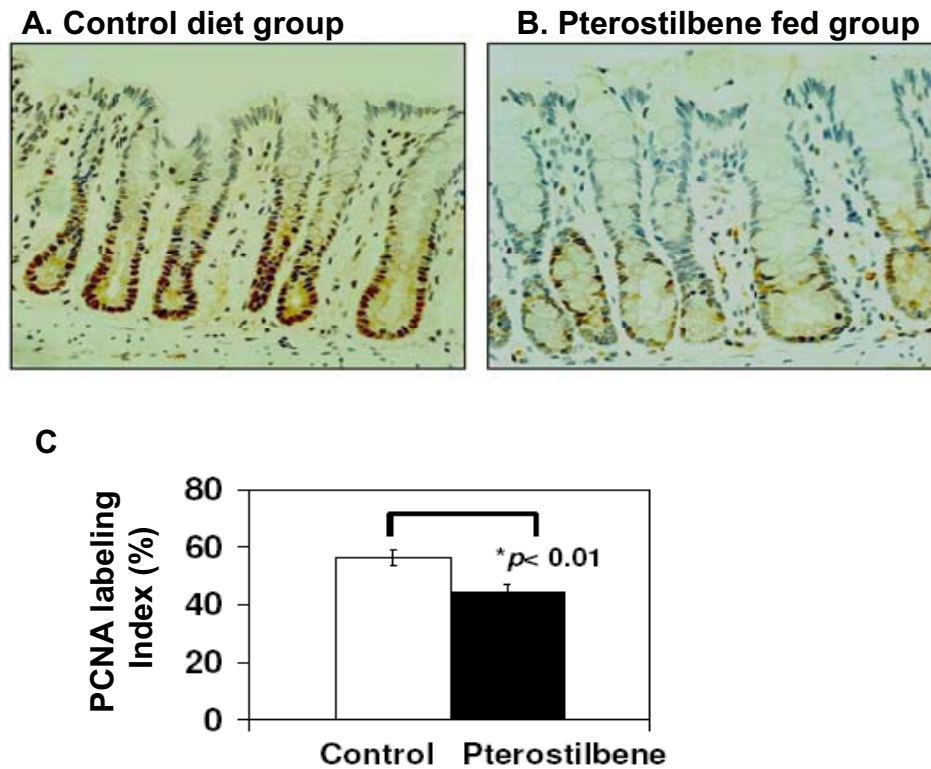 A. Control diet group
B. Pterostilbene fed group
C
PCNA labeling
Index (%)
80
60
40
20
0
*p< 0.01
Control
Pterostilbene